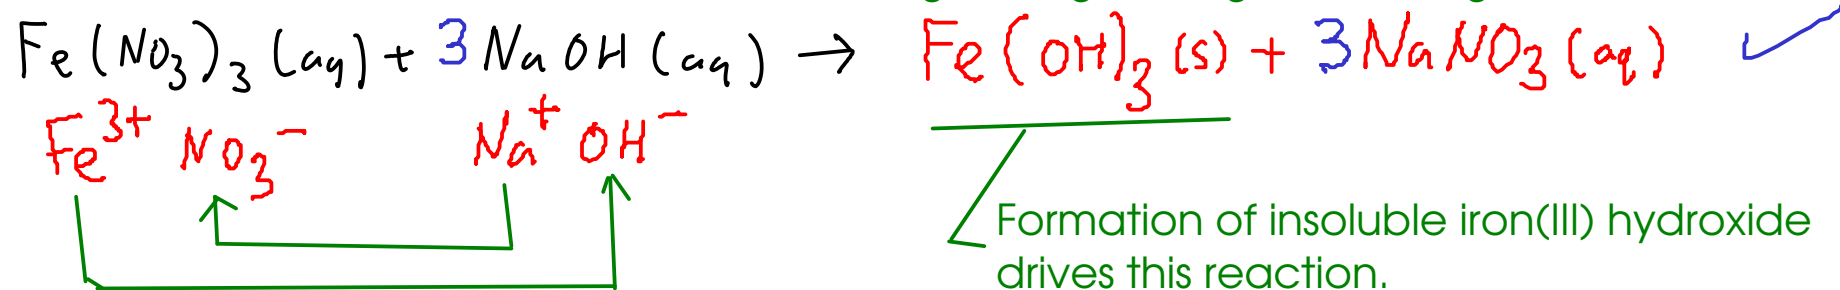 Fe(NO₃)₃ (aq) + 3 NaOH (aq) → Fe(OH)₃ (s) + 3 NaNO₃ (aq) ✓
Fe³⁺ NO₃⁻ Na⁺ OH⁻
Formation of insoluble iron(III) hydroxide
drives this reaction.